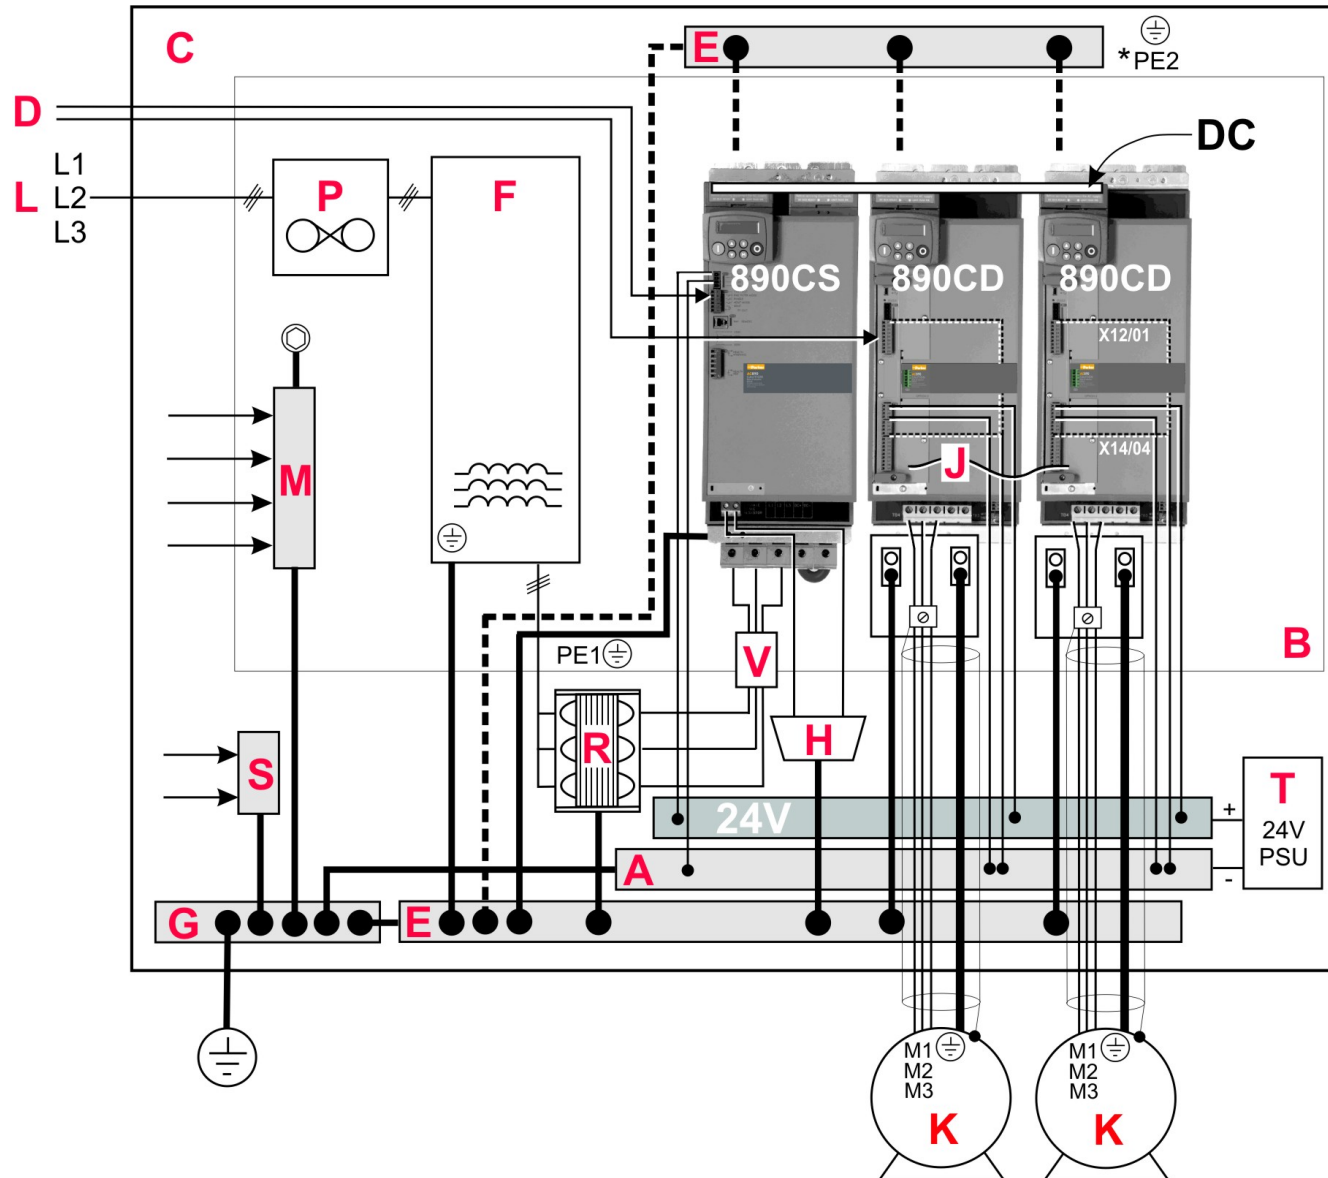 C
E
*PE2
D
DC
L1
L L2
L3
P
F
890CS
890CD
890CD
X12/01
X14/04
J
M
B
PE1
V
R
H
S
24V
T
24V
PSU
+
-
A
G
E
M1
M2
M3
K
M1
M2
M3
K